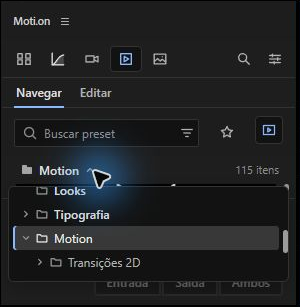 Moti.on
Navegar Editar
Buscar preset
Motion 115 itens
Looks
Tipografia
Motion
Transições 2D
Entrada Saída Ambos